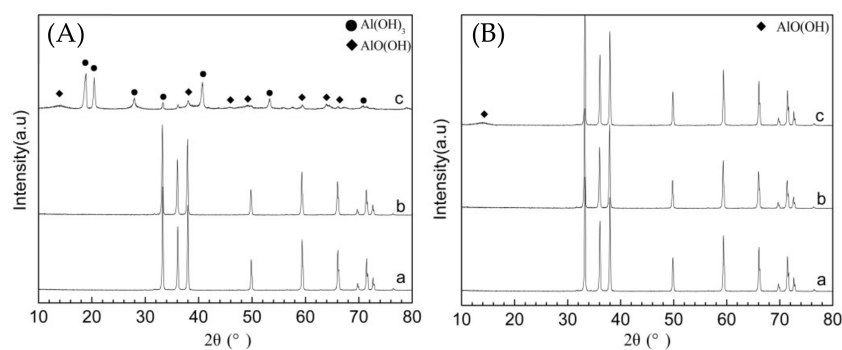 (A)
Al(OH)3
AlO(OH)
c
b
a
Intensity(a.u)
10 20 30 40 50 60 70 80
2θ (°)
(B)
AlO(OH)
c
b
a
Intensity(a.u)
10 20 30 40 50 60 70 80
2θ (°)